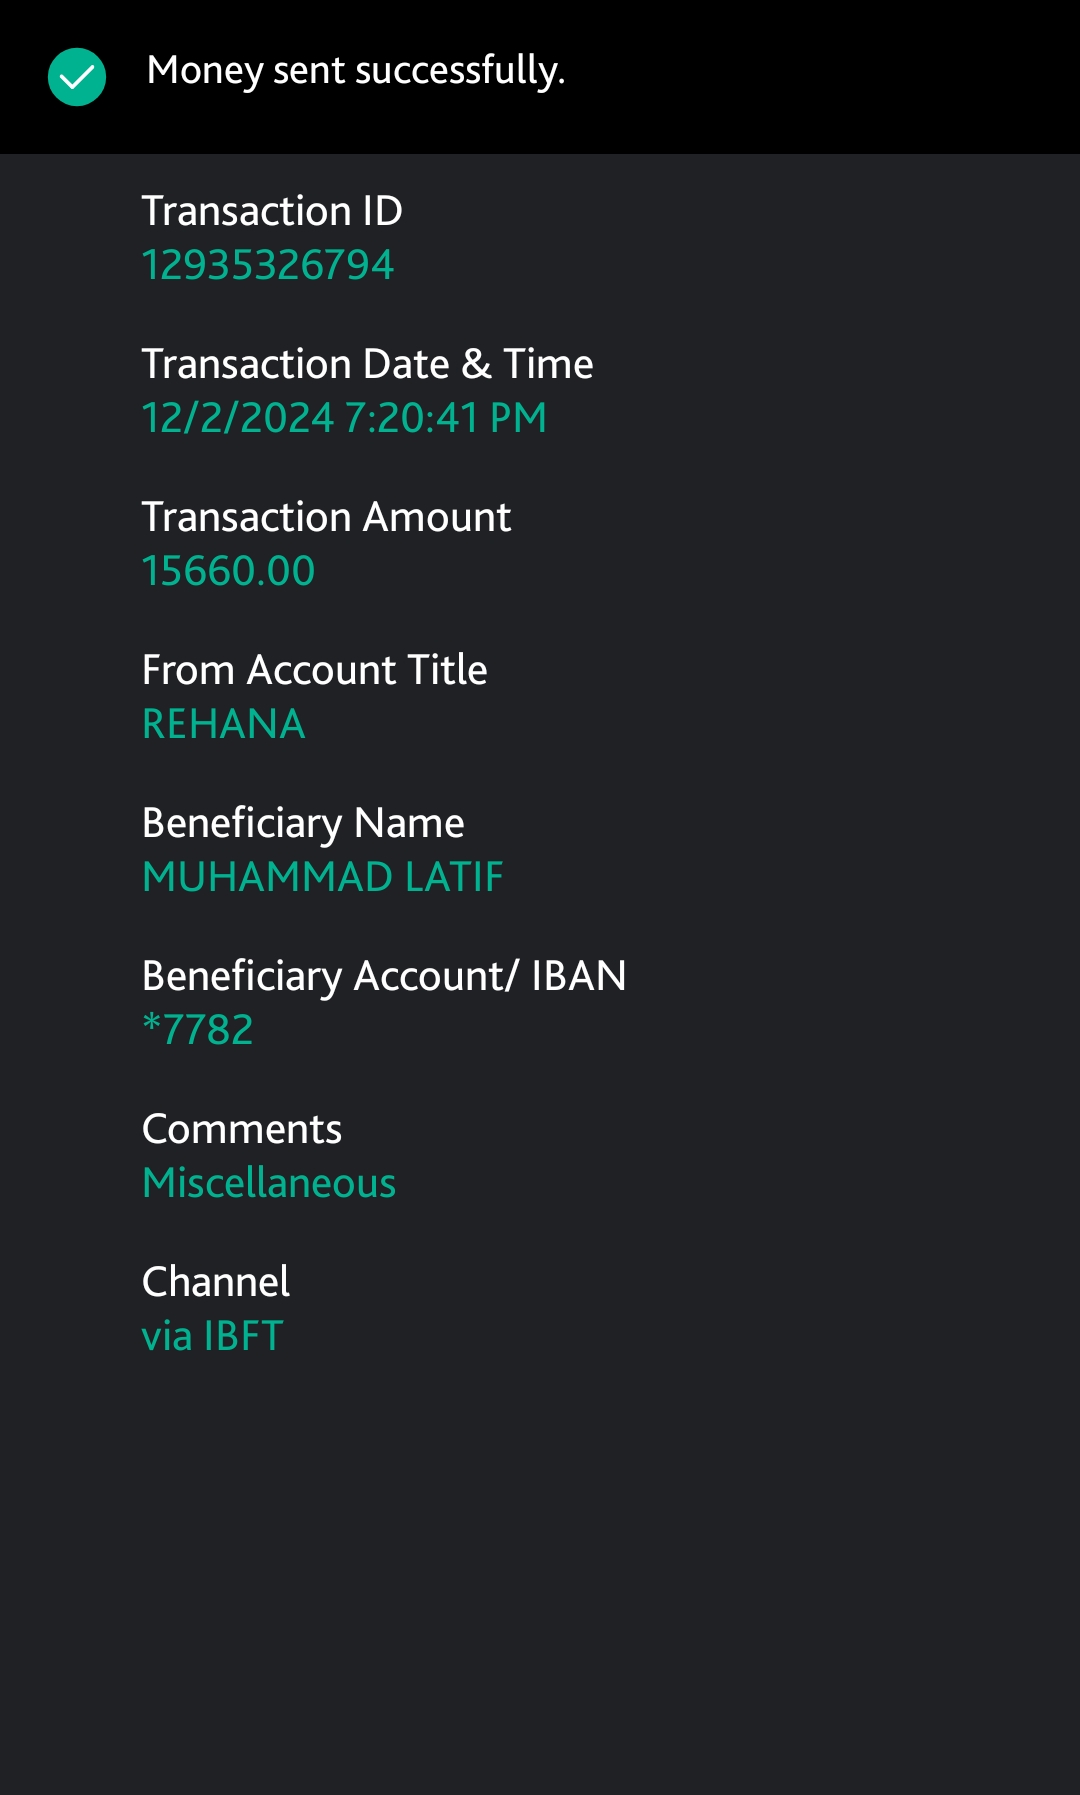 Money sent successfully.
Transaction ID
12935326794
Transaction Date & Time
12/2/2024 7:20:41 PM
Transaction Amount
15660.00
From Account Title
REHANA
Beneficiary Name
MUHAMMAD LATIF
Beneficiary Account/ IBAN
*7782
Comments
Miscellaneous
Channel
via IBFT